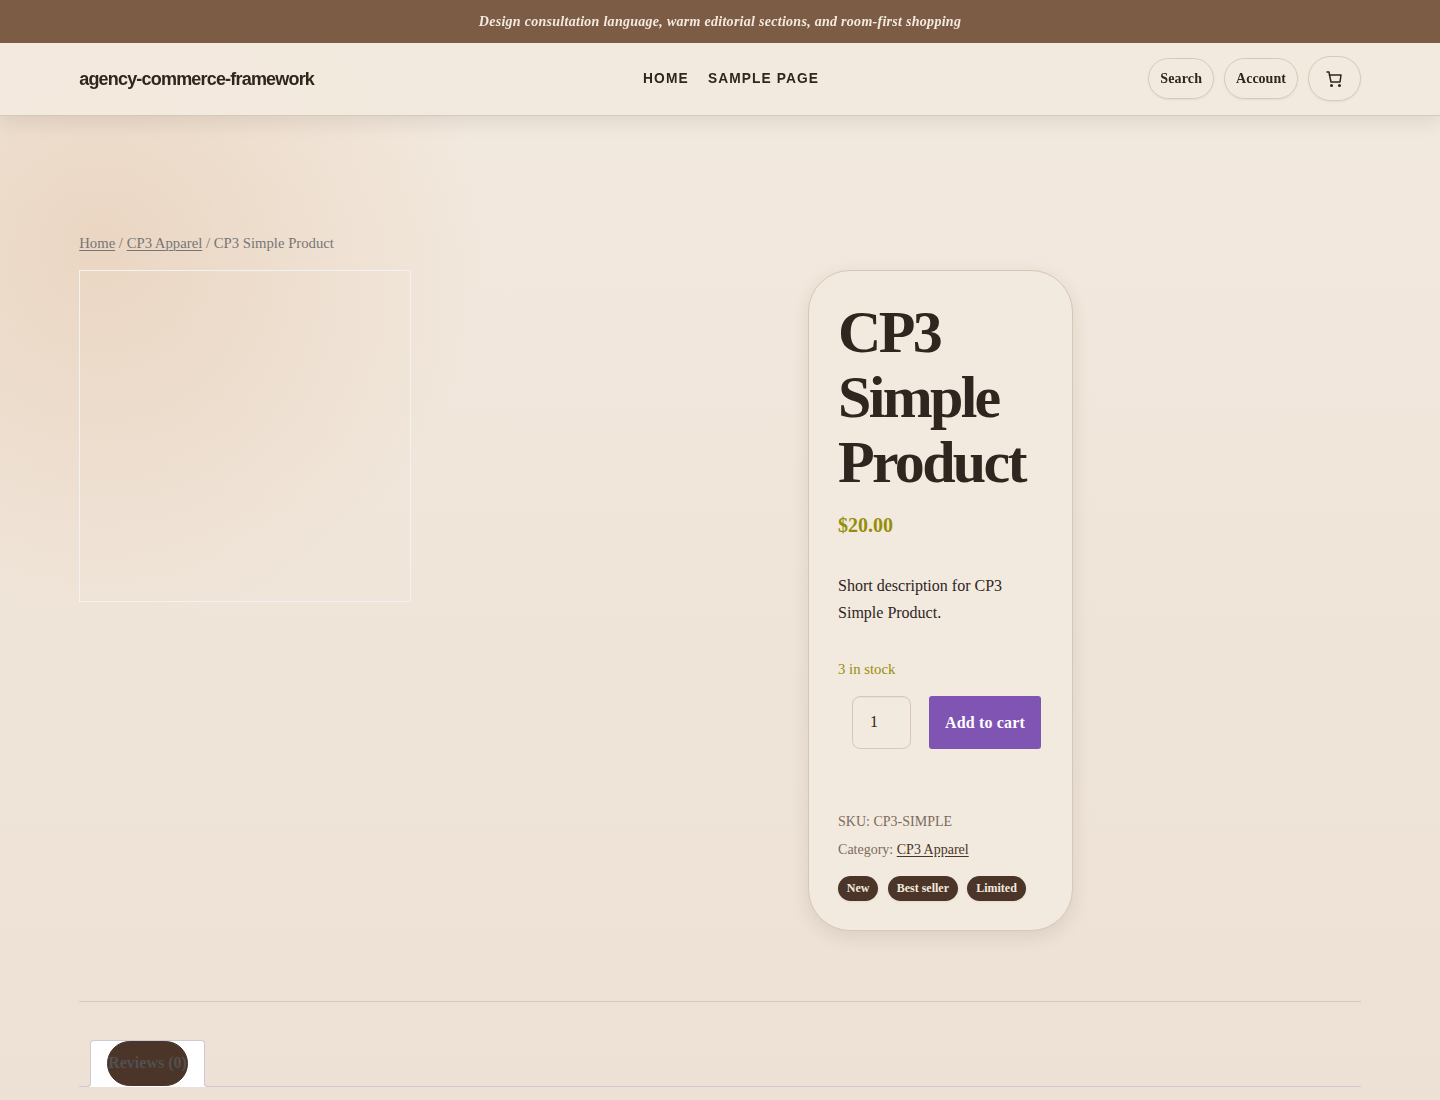 Design consultation language, warm editorial sections, and room-first shopping
agency-commerce-framework
HOME SAMPLE PAGE
Search Account
Home / CP3 Apparel / CP3 Simple Product
CP3
Simple
Product
$20.00
Short description for CP3
Simple Product.
3 in stock
1 Add to cart
SKU: CP3-SIMPLE
Category: CP3 Apparel
New Best seller Limited
Reviews (0)